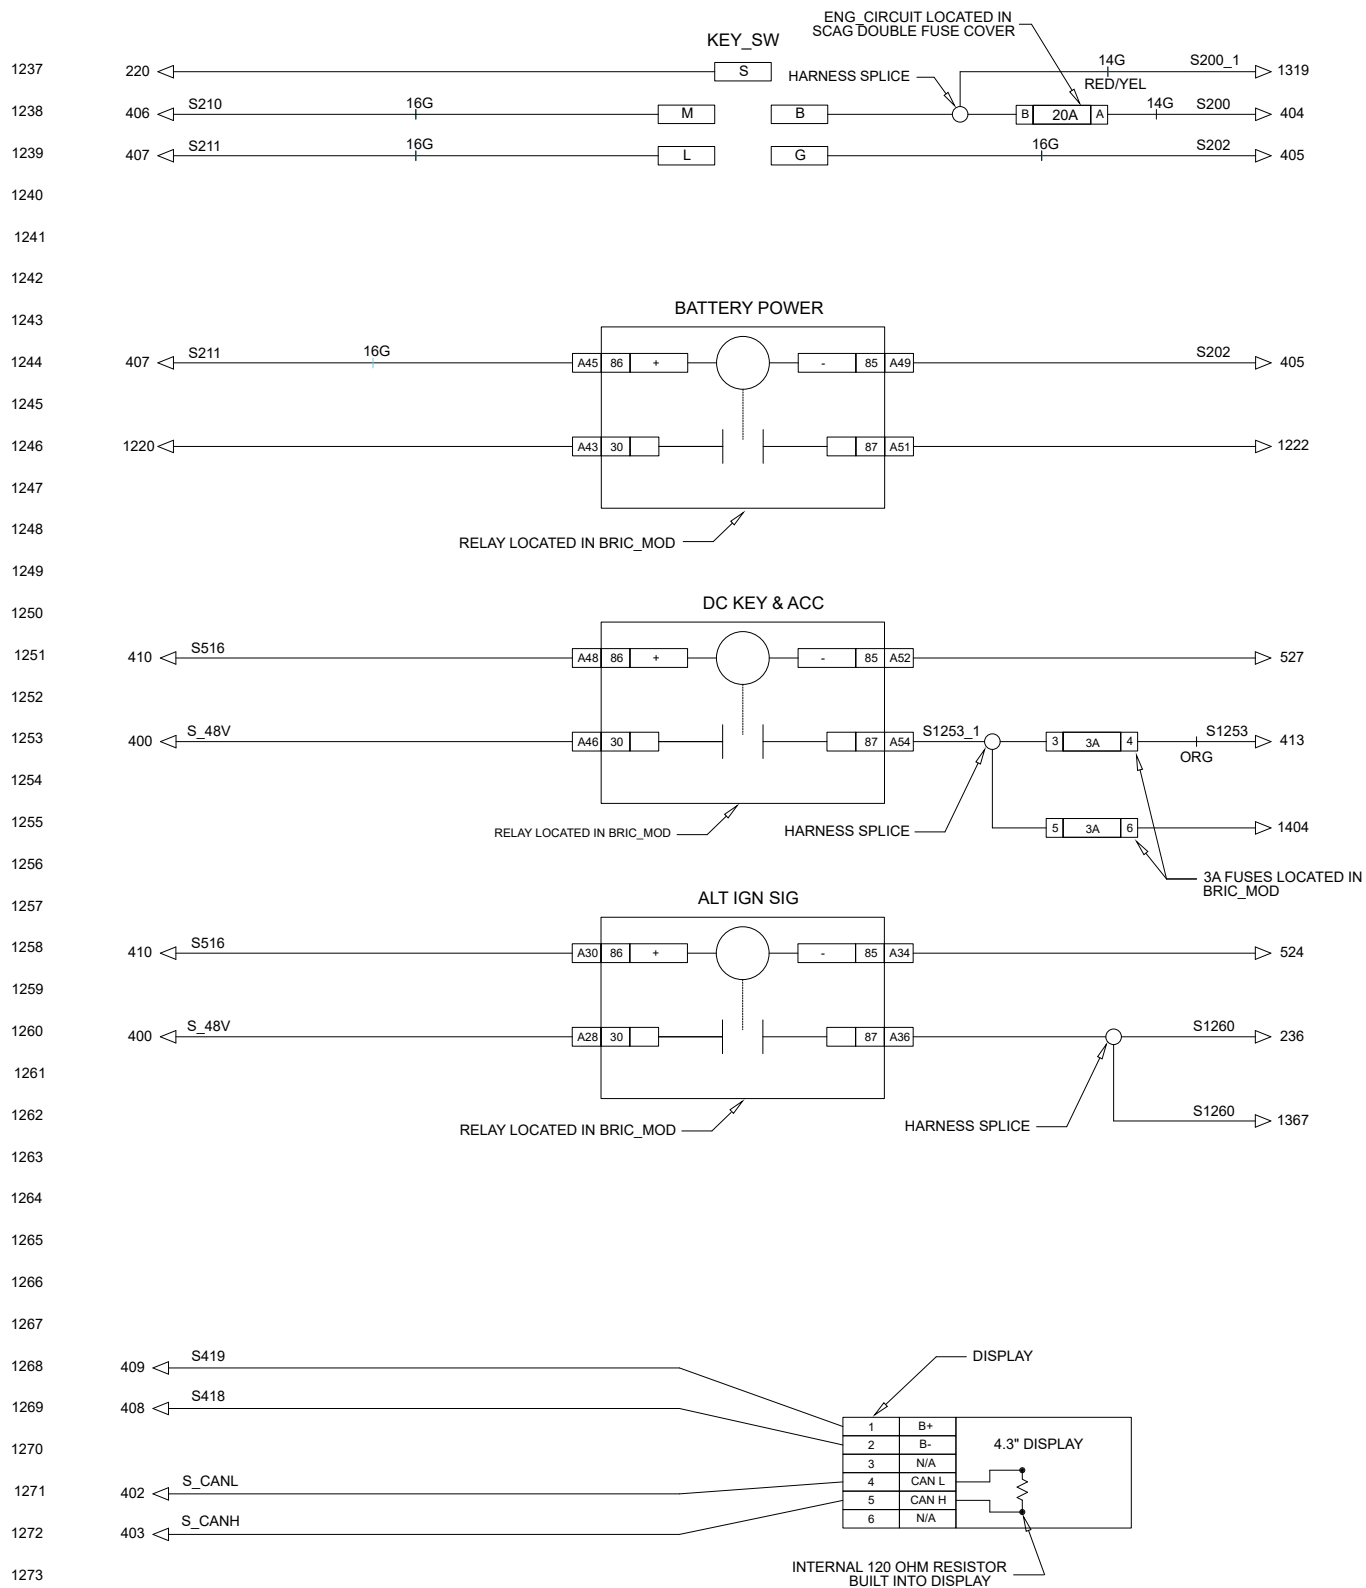 ENG_CIRCUIT LOCATED IN
SCAG DOUBLE FUSE COVER
KEY_SW
1237 220 S HARNESS SPLICE 14G S200_1 1319
RED/YEL
1238 406 S210 16G M B B 20A A 14G S200 404
1239 407 S211 16G L G 16G S202 405
1240
1241
1242
1243
BATTERY POWER
1244 407 S211 16G A45 86 + - 85 A49 S202 405
1245
1246 1220 A43 30 87 A51 1222
1247
1248
RELAY LOCATED IN BRIC_MOD
1249
1250
DC KEY & ACC
1251 410 S516 A48 86 + - 85 A52 527
1252
1253 400 S_48V A46 30 87 A54 S1253_1 3 3A 4 S1253 413
ORG
1254
1255 RELAY LOCATED IN BRIC_MOD HARNESS SPLICE 5 3A 6 1404
1256
3A FUSES LOCATED IN
BRIC_MOD
1257
ALT IGN SIG
1258 410 S516 A30 86 + - 85 A34 524
1259
1260 400 S_48V A28 30 87 A36 S1260 236
1261
1262 S1260 1367
RELAY LOCATED IN BRIC_MOD HARNESS SPLICE
1263
1264
1265
1266
1267
1268 409 S419 DISPLAY
1269 408 S418
1 B+
1270 2 B- 4.3" DISPLAY
3 N/A
1271 402 S_CANL 4 CAN L
5 CAN H
1272 403 S_CANH 6 N/A
1273 INTERNAL 120 OHM RESISTOR
BUILT INTO DISPLAY